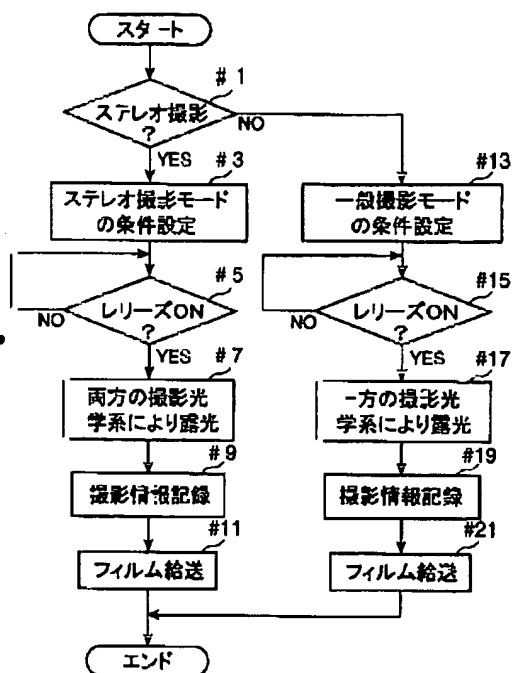 スタート
#1
ステレオ撮影
?
NO
YES
#3
ステレオ撮影モード
の条件設定
#5
レリーズON
?
NO
YES
#7
両方の撮影光
学系により露光
#9
撮影情報記録
#11
フィルム給送
#13
一般撮影モード
の条件設定
#15
レリーズON
?
NO
YES
#17
一方の撮影光
学系により露光
#19
撮影情報記録
#21
フィルム給送
エンド